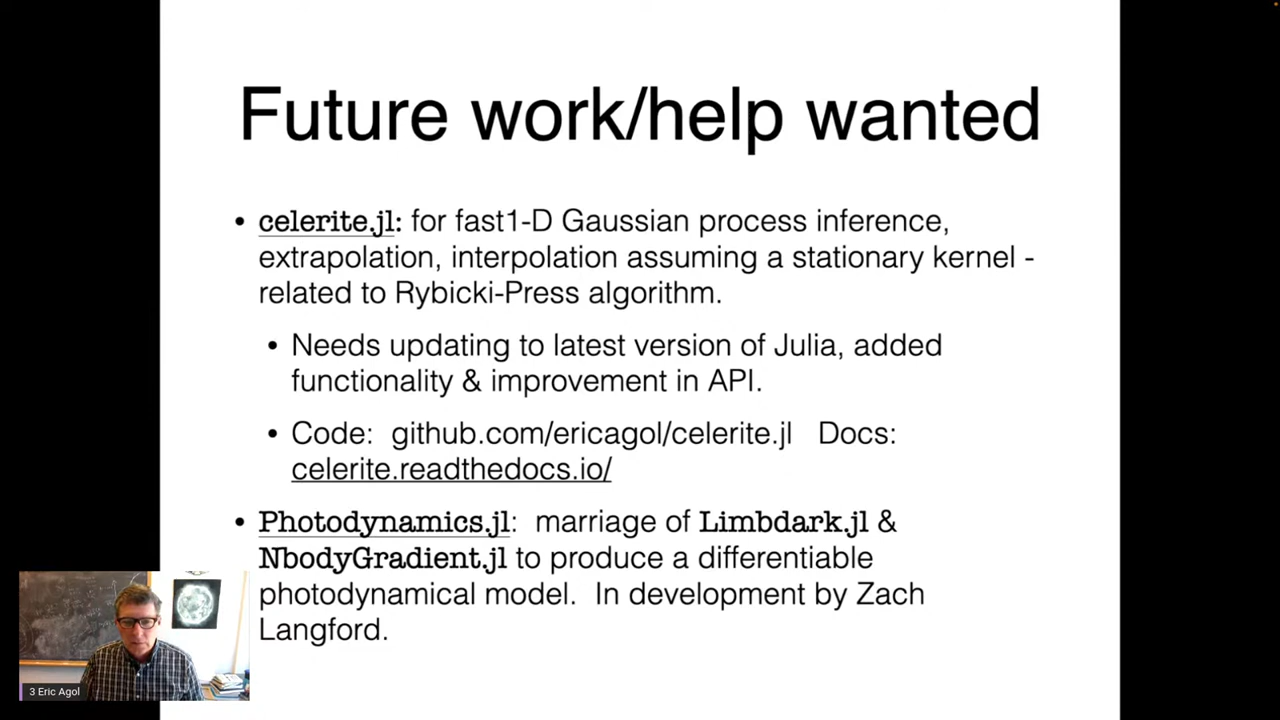 Future work/help wanted
• celerite.jl: for fast1-D Gaussian process inference,
extrapolation, interpolation assuming a stationary kernel -
related to Rybicki-Press algorithm.
• Needs updating to latest version of Julia, added
functionality & improvement in API.
• Code: github.com/ericagol/celerite.jl Docs:
celerite.readthedocs.io/
• Photodynamics.jl: marriage of Limbdark.jl &
NbodyGradient.jl to produce a differentiable
photodynamical model. In development by Zach
Langford.
3 Eric Agol